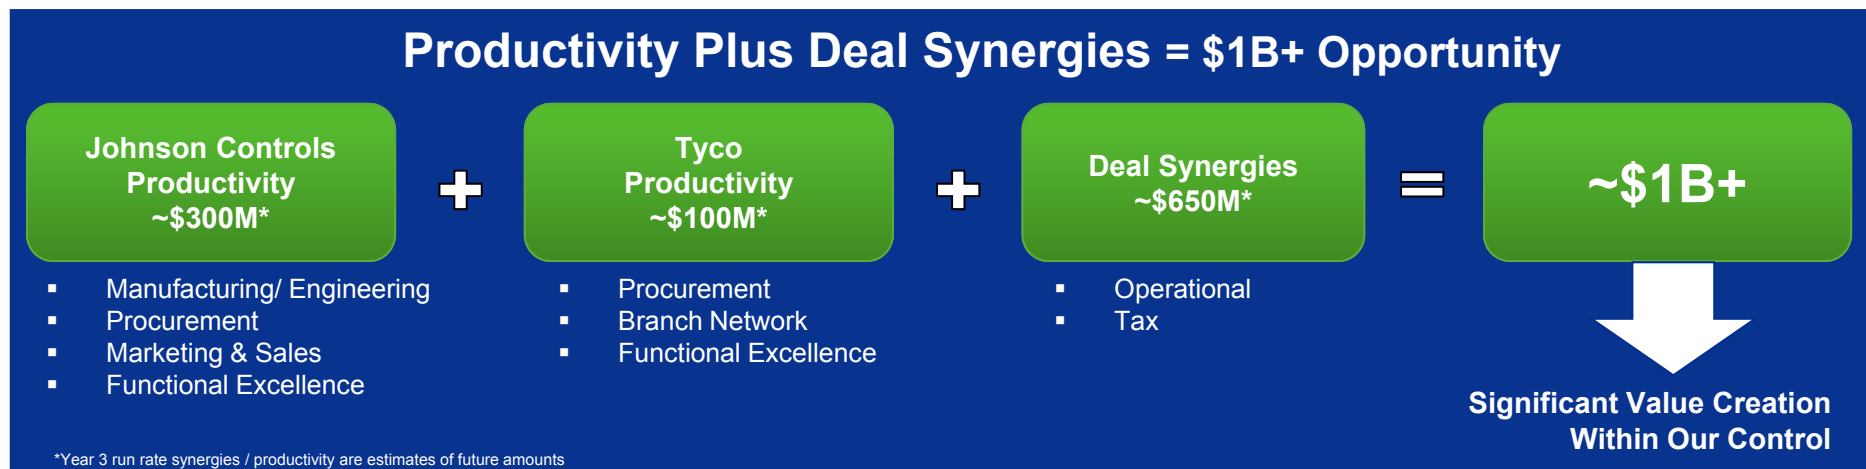 Productivity Plus Deal Synergies = $1B+ Opportunity
Johnson Controls
Productivity
~$300M*
Tyco
Productivity
~$100M*
Deal Synergies
~$650M*
~$1B+
▪ Manufacturing/ Engineering
▪ Procurement
▪ Marketing & Sales
▪ Functional Excellence
▪ Procurement
▪ Branch Network
▪ Functional Excellence
▪ Operational
▪ Tax
Significant Value Creation
Within Our Control
*Year 3 run rate synergies / productivity are estimates of future amounts